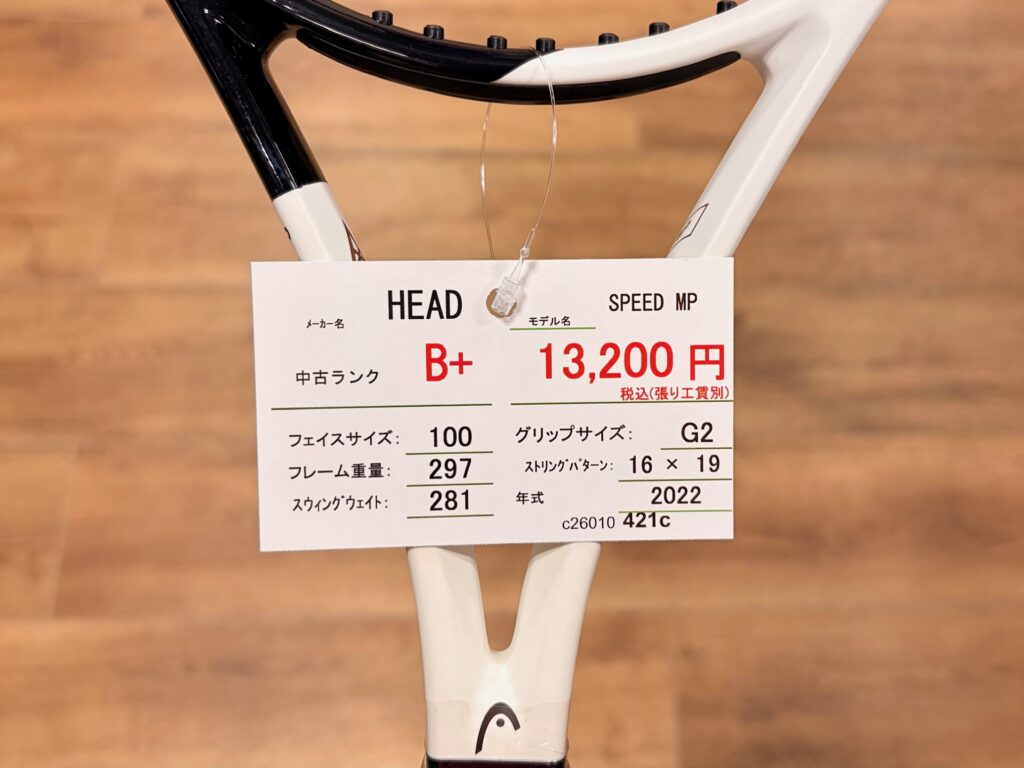 メーカー名 HEAD モデル名 SPEED MP
中古ランク B+ 13,200 円
税込(張り工賃別)
フェイスサイズ: 100 グリップサイズ: G2
フレーム重量: 297 ストリングパターン: 16 × 19
スウィングウェイト: 281 年式 2022
c26010 421c